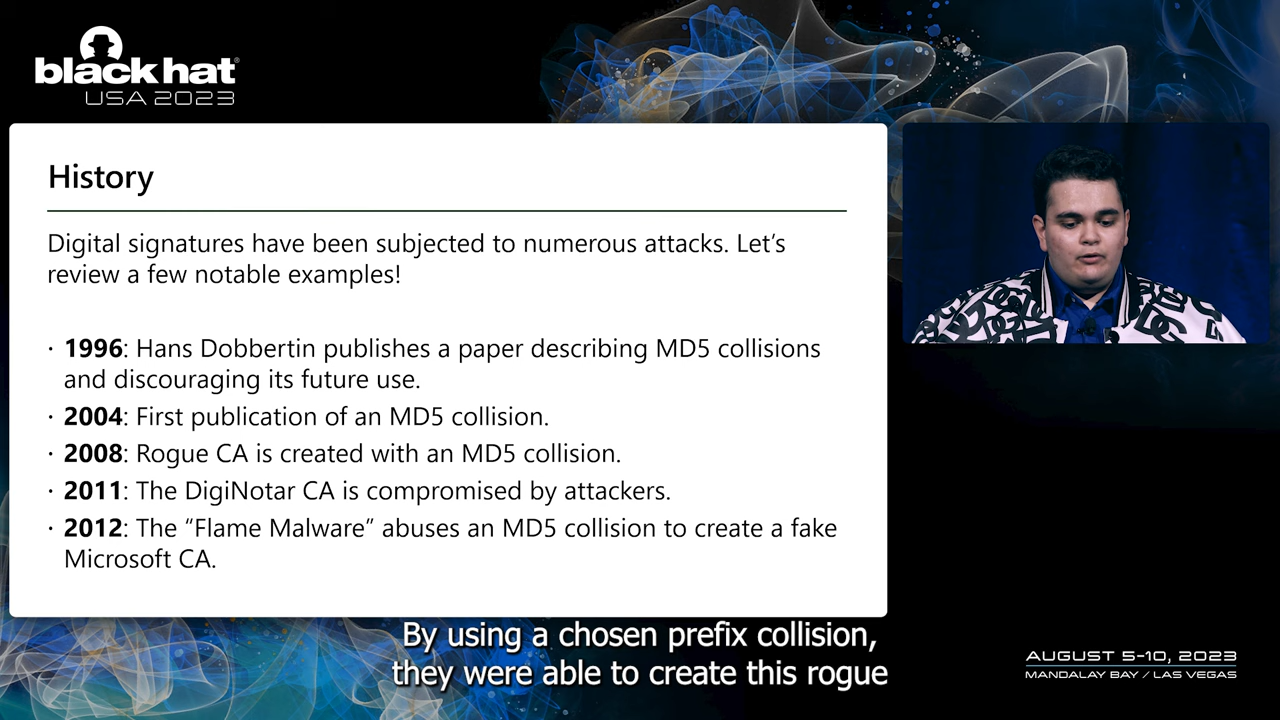 black hat®
USA 2023
History
Digital signatures have been subjected to numerous attacks. Let’s
review a few notable examples!
· 1996: Hans Dobbertin publishes a paper describing MD5 collisions
and discouraging its future use.
· 2004: First publication of an MD5 collision.
· 2008: Rogue CA is created with an MD5 collision.
· 2011: The DigiNotar CA is compromised by attackers.
· 2012: The “Flame Malware” abuses an MD5 collision to create a fake
Microsoft CA.
By using a chosen prefix collision,
they were able to create this rogue
AUGUST 5-10, 2023
MANDALAY BAY / LAS VEGAS